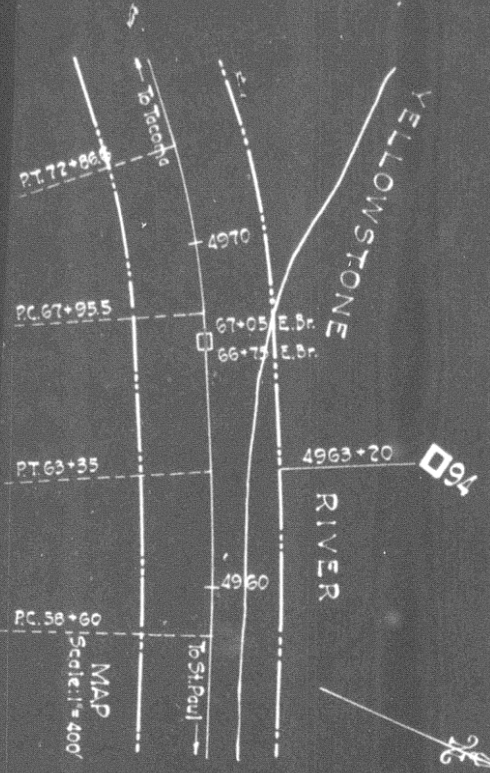 To Tacoma
P.T. 72+86.5
4970
YELLOWSTONE
P.C. 67+95.5
67+05 E.Br.
66+75 E.Br.
P.T. 63+35
4963+20
94
RIVER
4960
P.C. 58+60
To St. Paul
MAP
Scale: 1"=400'